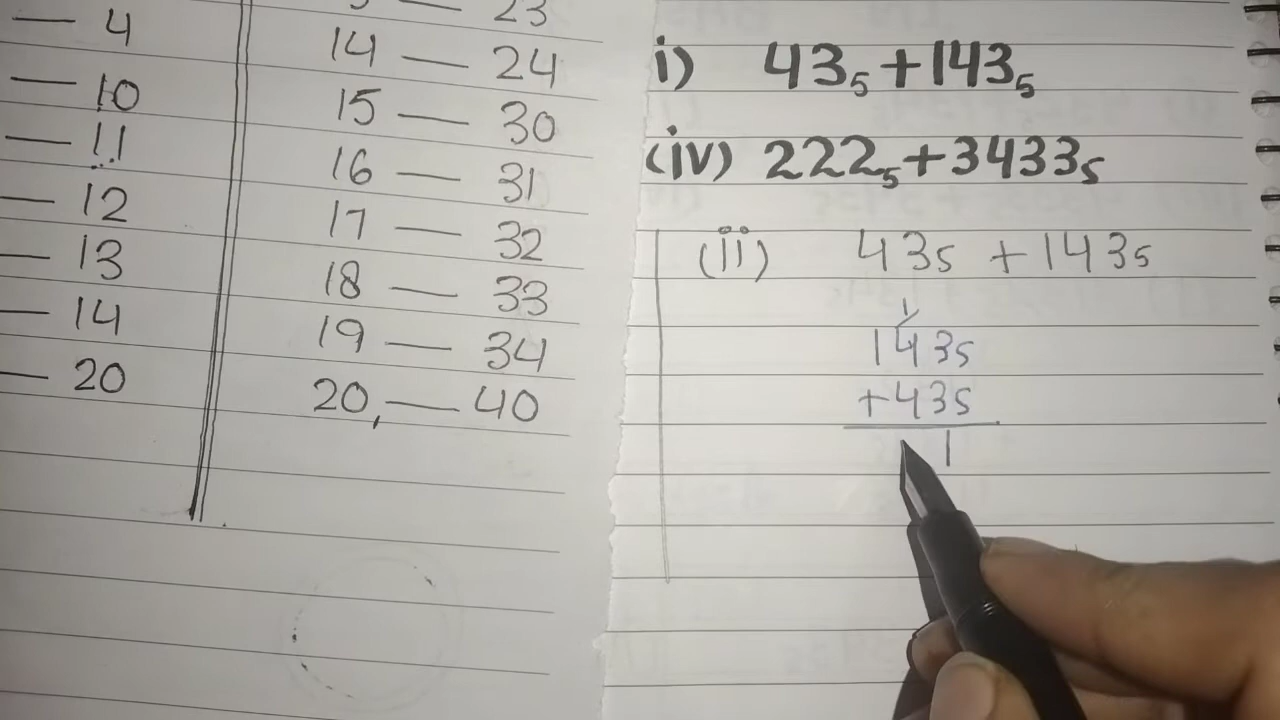 — 4
— 10
— 11
— 12
— 13
— 14
— 20
— 23
14 — 24
15 — 30
16 — 31
17 — 32
18 — 33
19 — 34
20, — 40
i) 43₅ + 143₅
(iv) 222₅ + 3433₅
(ii) 43₅ + 143₅
1
143₅
+43₅
1